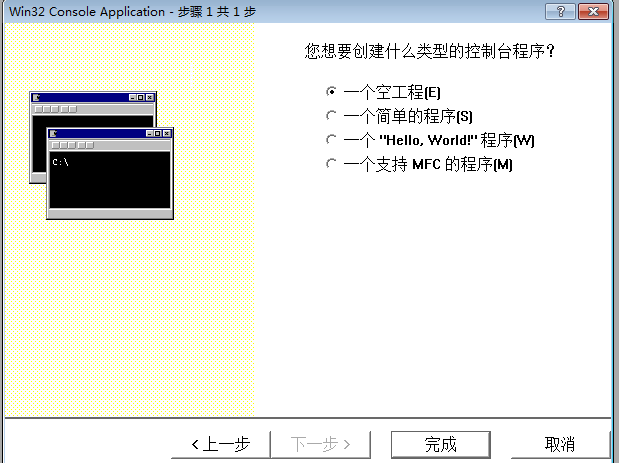 Win32 Console Application - 步骤 1 共 1 步
您想要创建什么类型的控制台程序？
一个空工程(E)
一个简单的程序(S)
一个 "Hello, World!" 程序(W)
一个支持 MFC 的程序(M)
C:\
< 上一步 下一步 > 完成 取消